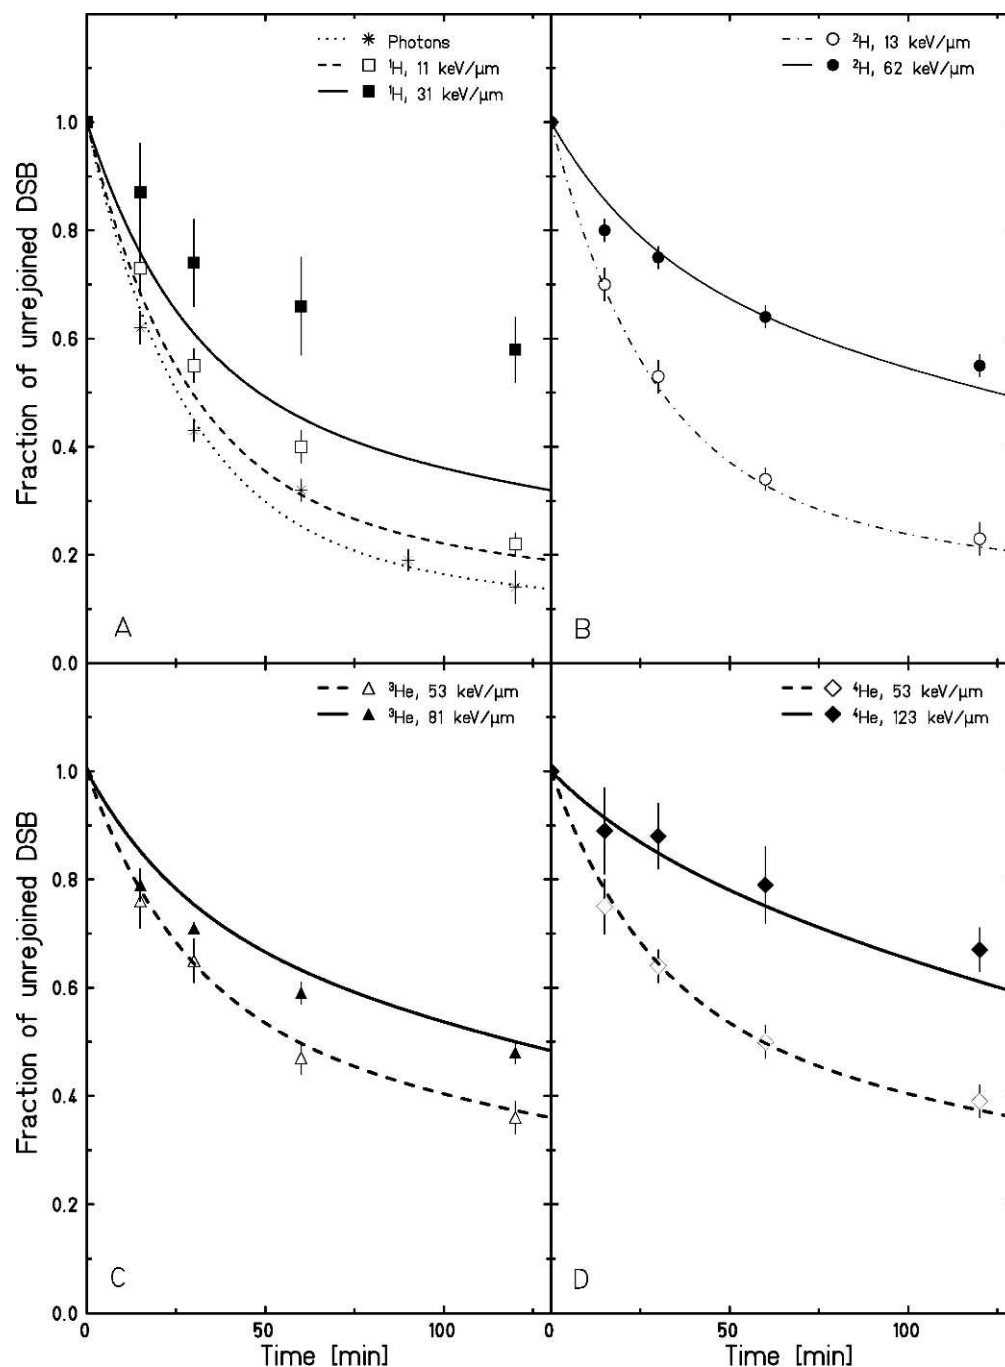 Photons
¹H, 11 keV/μm
¹H, 31 keV/μm
²H, 13 keV/μm
²H, 62 keV/μm
Fraction of unrejoined DSB
1.0
0.8
0.6
0.4
0.2
0.0
A
B
³He, 53 keV/μm
³He, 81 keV/μm
⁴He, 53 keV/μm
⁴He, 123 keV/μm
Fraction of unrejoined DSB
1.0
0.8
0.6
0.4
0.2
0.0
C
D
0 50 100 0 50 100
Time [min] Time [min]